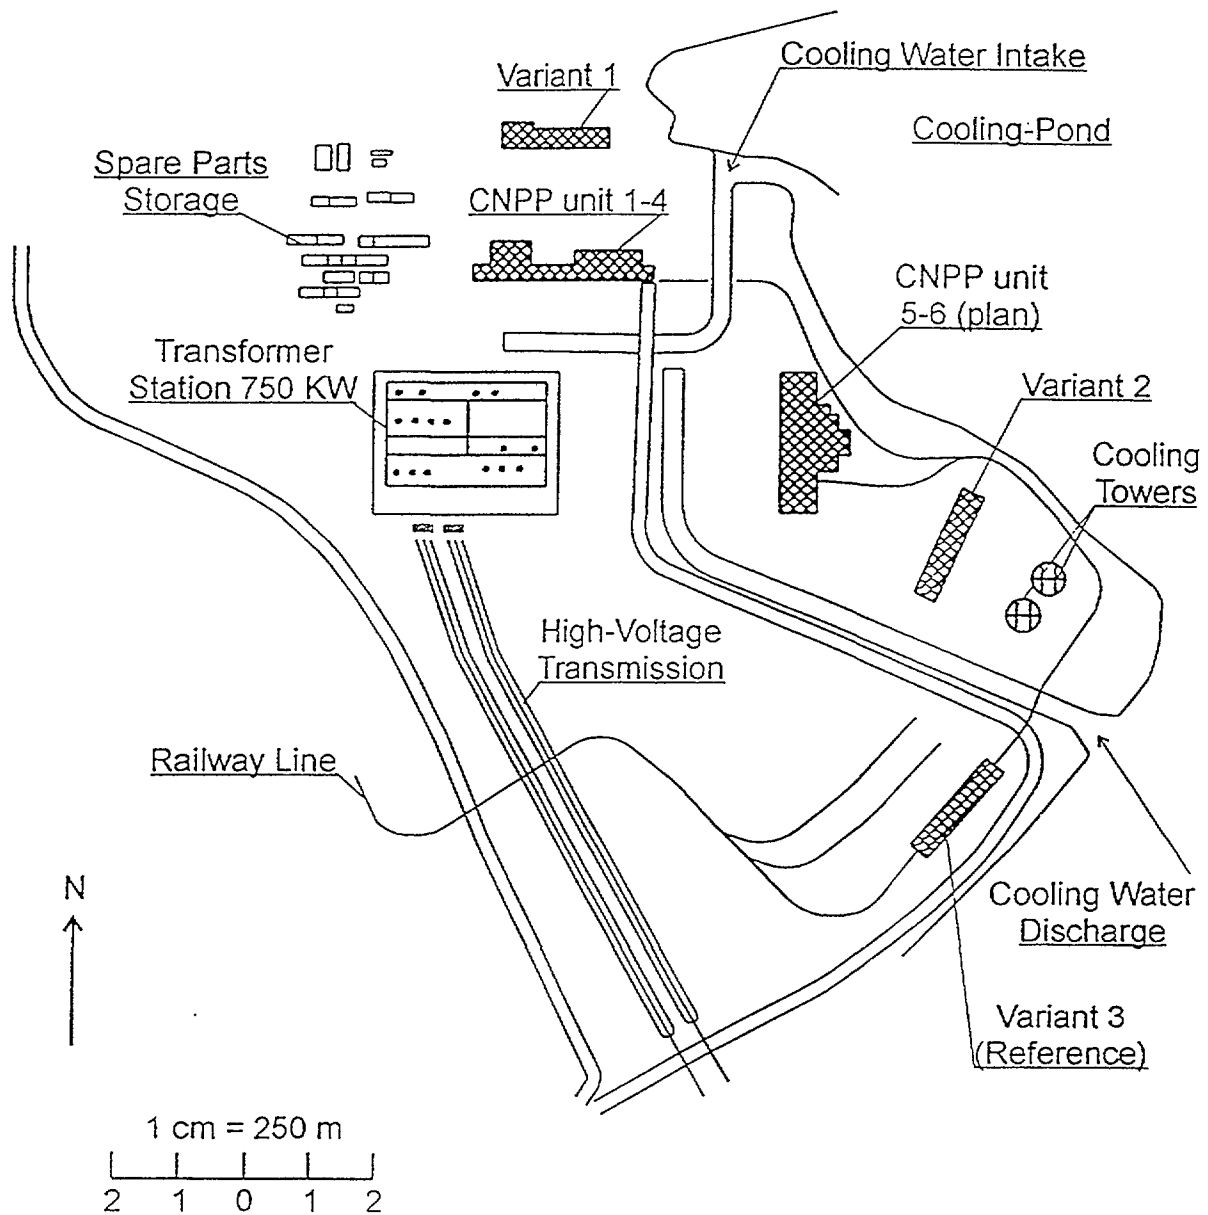 Cooling Water Intake
Variant 1
Cooling-Pond
Spare Parts
Storage
CNPP unit 1-4
CNPP unit
5-6 (plan)
Transformer
Station 750 KW
Variant 2
Cooling
Towers
High-Voltage
Transmission
Railway Line
N
Cooling Water
Discharge
Variant 3
(Reference)
1 cm = 250 m
2 1 0 1 2